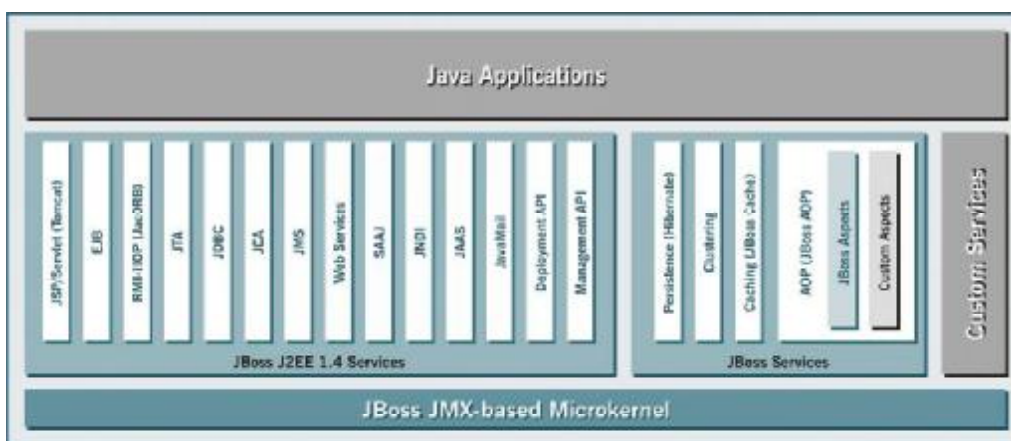 Java Applications
JSP/Servlet (Tomcat)
EJB
RMI-IIOP (JacORB)
JTA
JDBC
JCA
JMS
Web Services
SAAJ
JNDI
JAAS
JavaMail
Deployment API
Management API
JBoss J2EE 1.4 Services
Persistence (Hibernate)
Clustering
Caching (JBoss Cache)
AOP (JBoss AOP)
JBoss Aspects
Custom Aspects
JBoss Services
Custom Services
JBoss JMX-based Microkernel